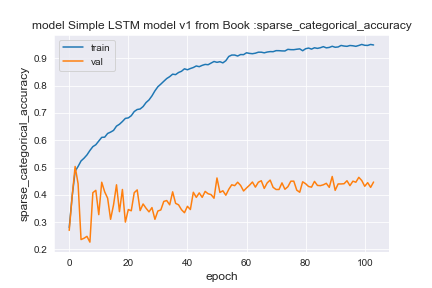 model Simple LSTM model v1 from Book :sparse_categorical_accuracy
train
val
0.9
0.8
0.7
0.6
0.5
0.4
0.3
0.2
sparse_categorical_accuracy
0 20 40 60 80 100
epoch